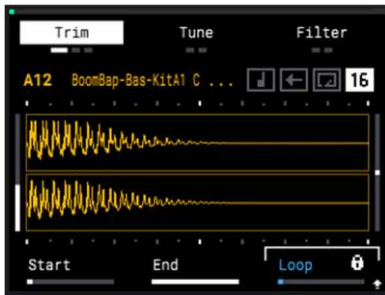 Trim Tune Filter
A12 BoomBap-Bas-KitA1 C ... 16
Start End Loop